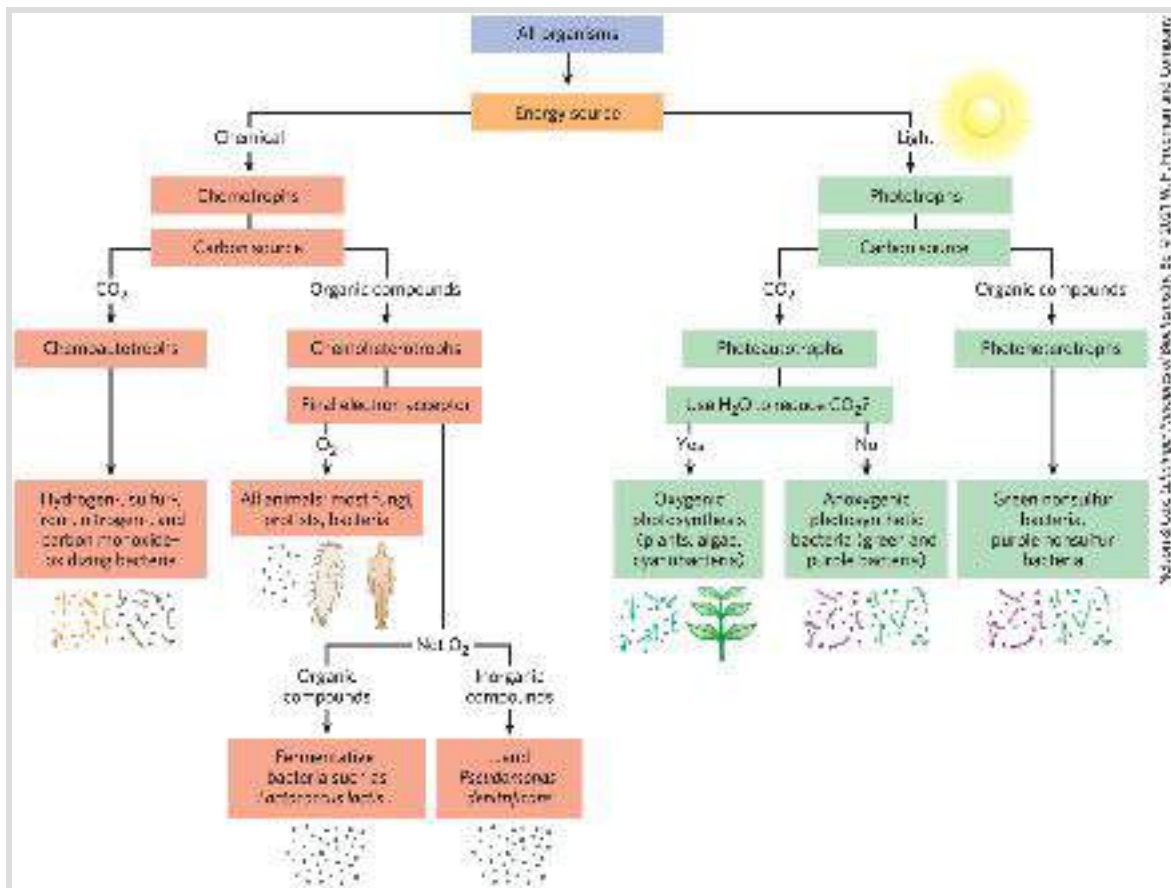 All organisms
Energy source
Chemical
Light
Chemotrophs
Phototrophs
Carbon source
Carbon source
CO₂
Organic compounds
CO₂
Organic compounds
Chemoautotrophs
Chemoheterotrophs
Photoautotrophs
Photoheterotrophs
Final electron acceptor
Use H₂O to reduce CO₂?
O₂
Yes
No
Hydrogen-, sulfur-,
iron-, nitrogen-, and
carbon monoxide–
oxidizing bacteria
All animals; most fungi,
protists, bacteria
Oxygenic
photosynthesis
(plants, algae,
cyanobacteria)
Anoxygenic
photosynthetic
bacteria (green and
purple bacteria)
Green nonsulfur
bacteria,
purple nonsulfur
bacteria
Not O₂
Organic
compounds
Inorganic
compounds
Fermentative
bacteria such as
Lactococcus lactis...
...and
Pseudomonas
denitrificans